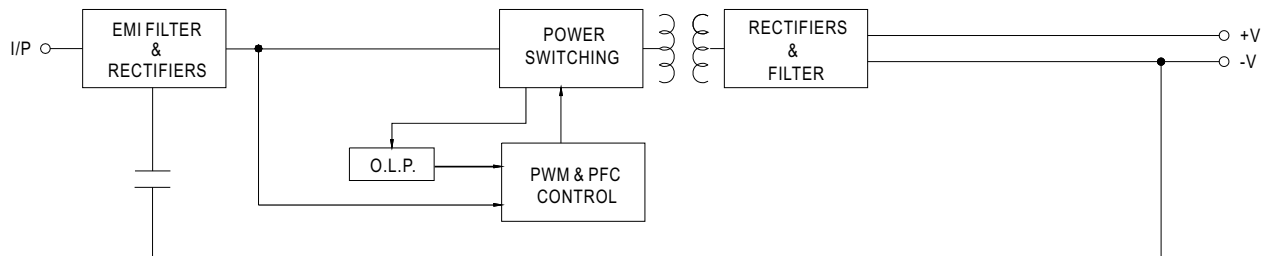 I/P
EMI FILTER
&
RECTIFIERS
POWER
SWITCHING
RECTIFIERS
&
FILTER
+V
-V
O.L.P.
PWM & PFC
CONTROL